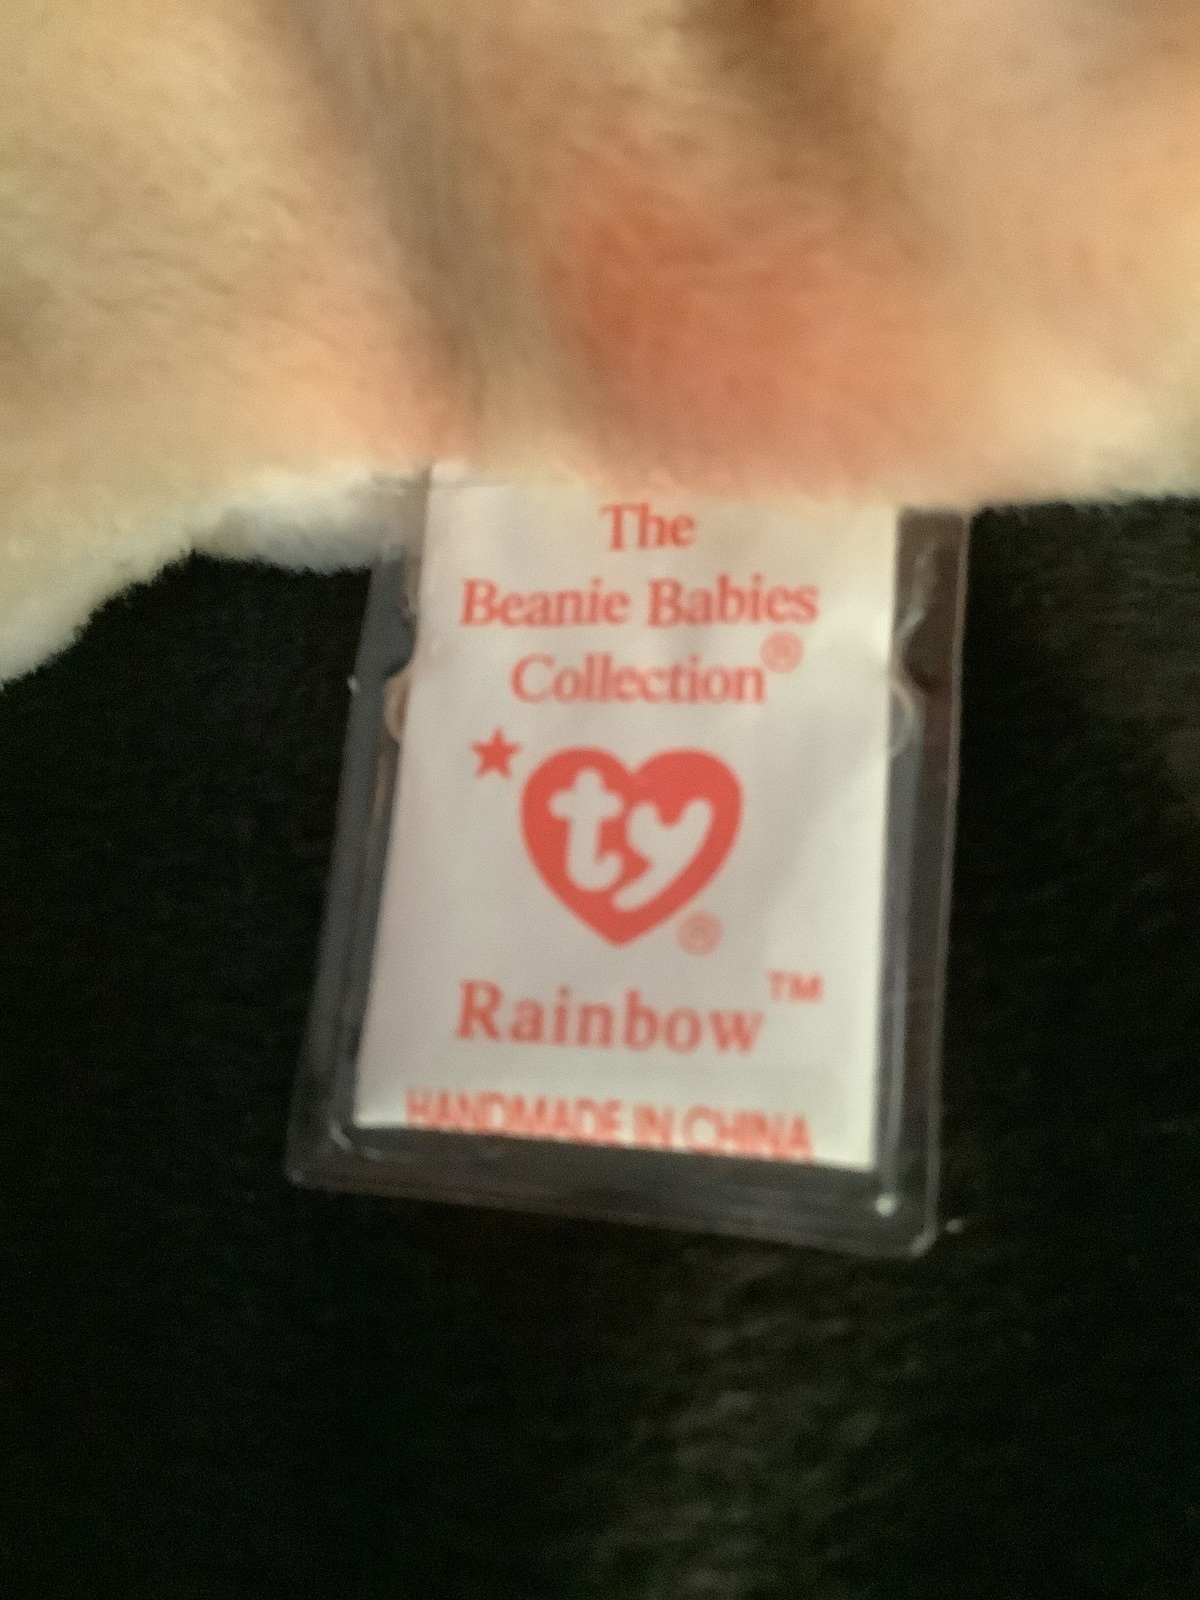 The
Beanie Babies
Collection®
ty
®
Rainbow™
HANDMADE IN CHINA